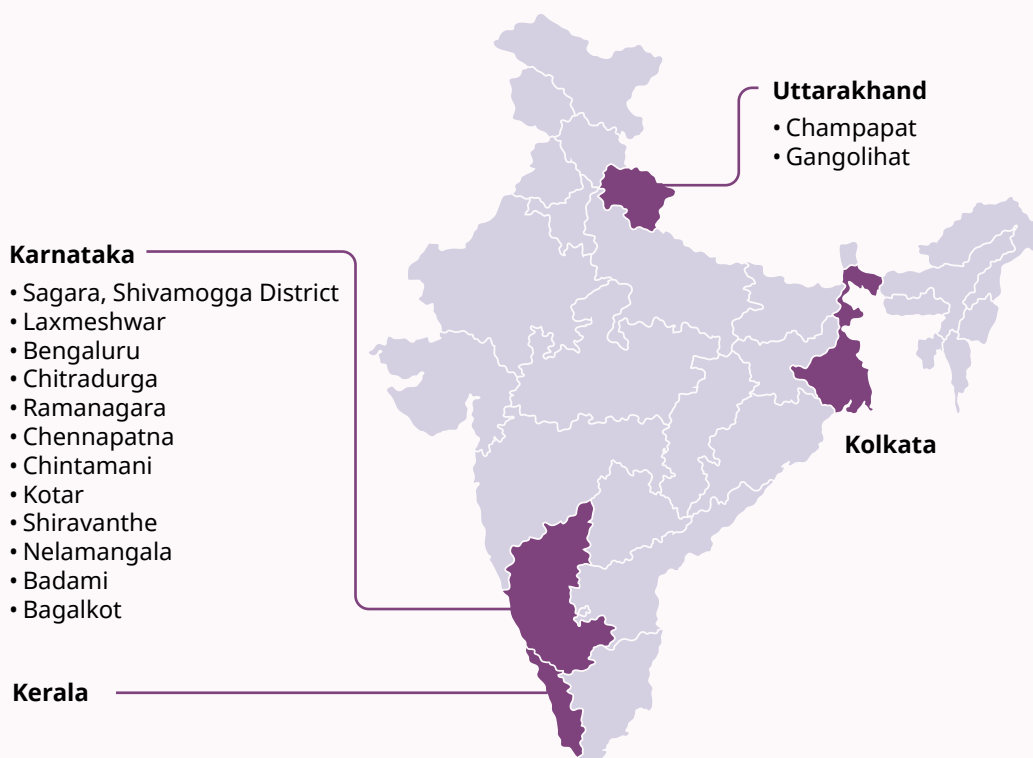 Uttarakhand
• Champapat
• Gangolihat
Karnataka
• Sagara, Shivamogga District
• Laxmeshwar
• Bengaluru
• Chitradurga
• Ramanagara
• Chennapatna
• Chintamani
• Kotar
• Shiravanthe
• Nelamangala
• Badami
• Bagalkot
Kolkata
Kerala